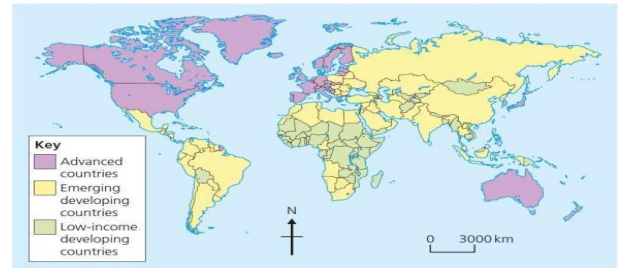 Key
Advanced
countries
Emerging
developing
countries
Low-income
developing
countries
N
0 3000 km